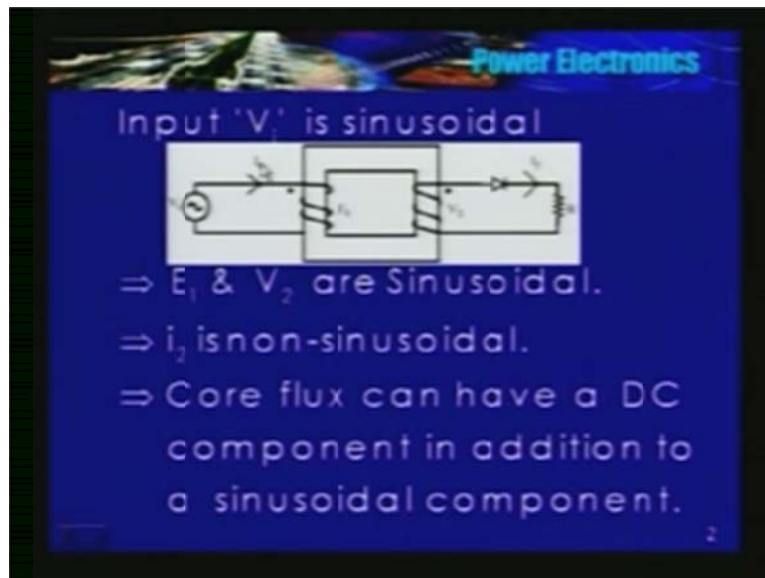 Power Electronics
Input 'Vi' is sinusoidal
⇒ E1 & V2 are Sinusoidal.
⇒ i2 isnon-sinusoidal.
⇒ Core flux can have a DC
component in addition to
a sinusoidal component.
2